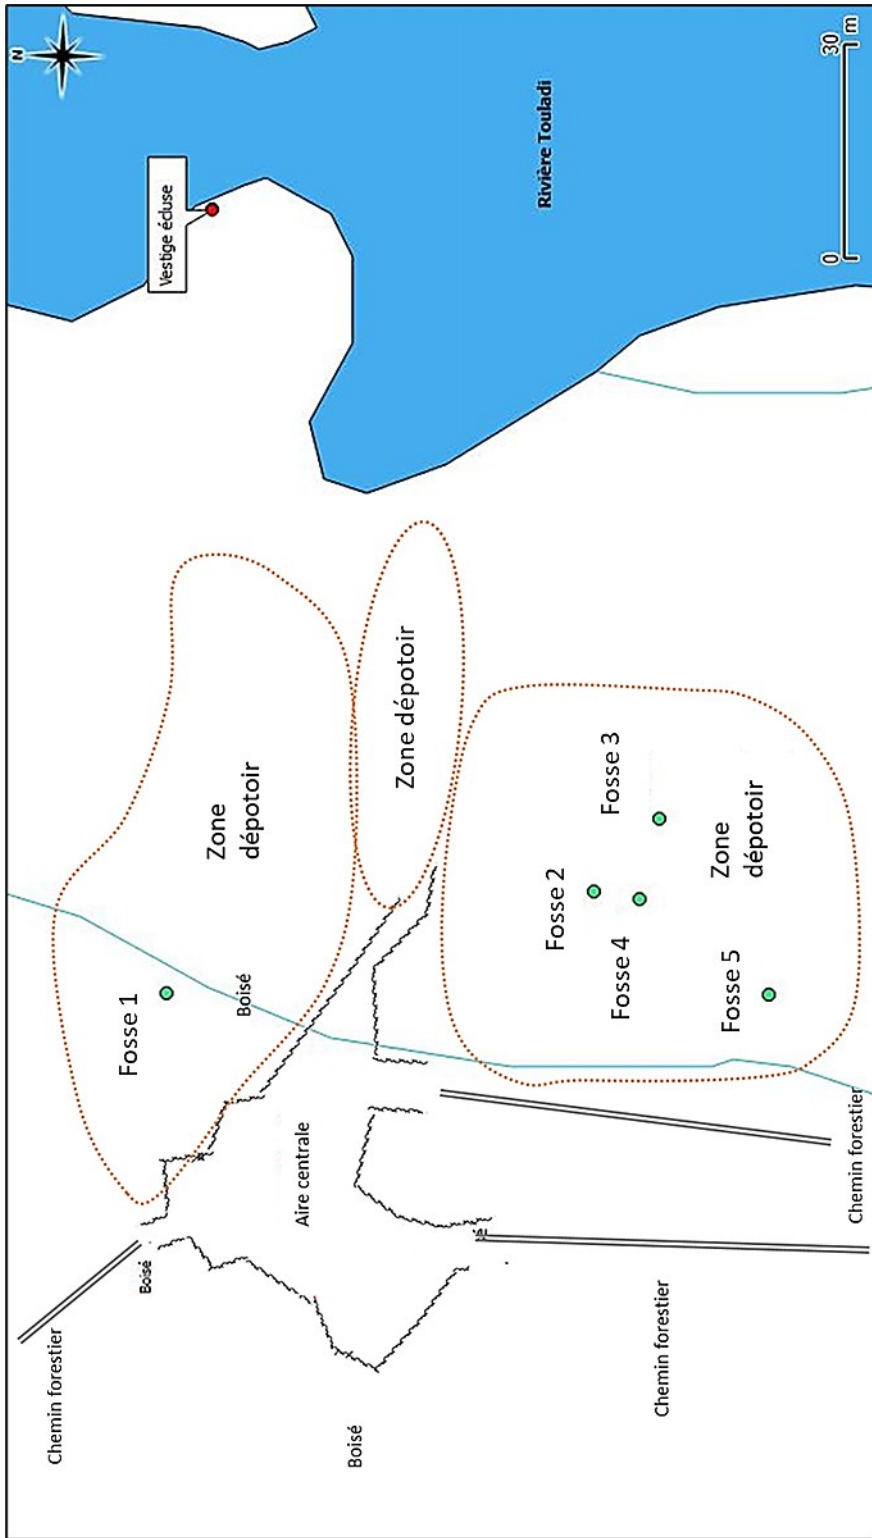 N
Vestige écluse
Rivière Touladi
0
30 m
Zone
dépotoir
Zone dépotoir
Fosse 3
Zone
dépotoir
Fosse 2
Fosse 4
Fosse 5
Fosse 1
Boisé
Aire centrale
Chemin forestier
Boisé
Chemin forestier
Chemin forestier
Boisé